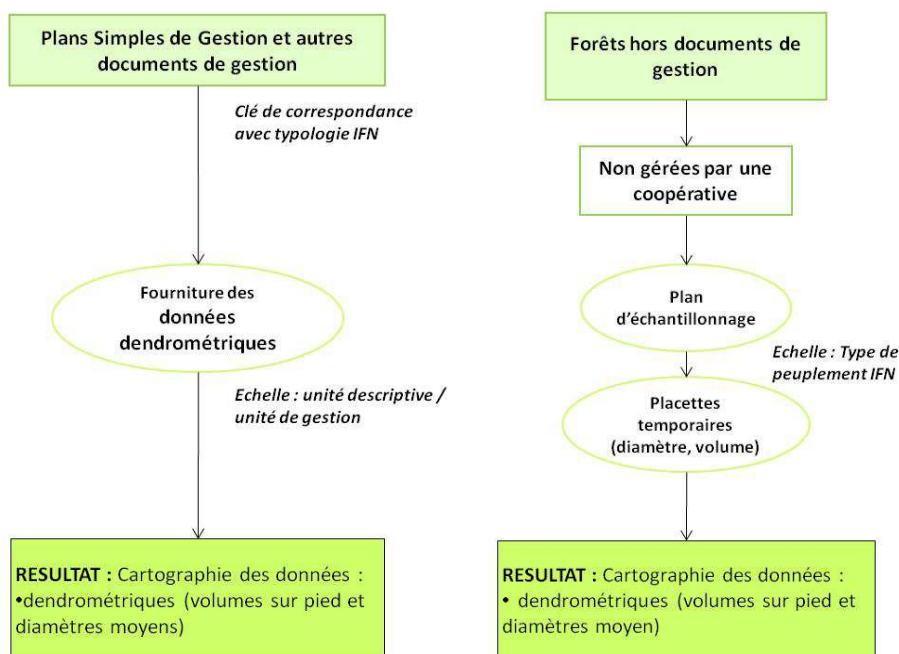 Plans Simples de Gestion et autres
documents de gestion
Clé de correspondance
avec typologie IFN
Fourniture des
données
dendrométriques
Echelle : unité descriptive /
unité de gestion
RESULTAT : Cartographie des données :
•dendrométriques (volumes sur pied et
diamètres moyens)
Forêts hors documents de
gestion
Non gérées par une
coopérative
Plan
d'échantillonnage
Echelle : Type de
peuplement IFN
Placettes
temporaires
(diamètre, volume)
RESULTAT : Cartographie des données :
• dendrométriques (volumes sur pied et
diamètres moyen)